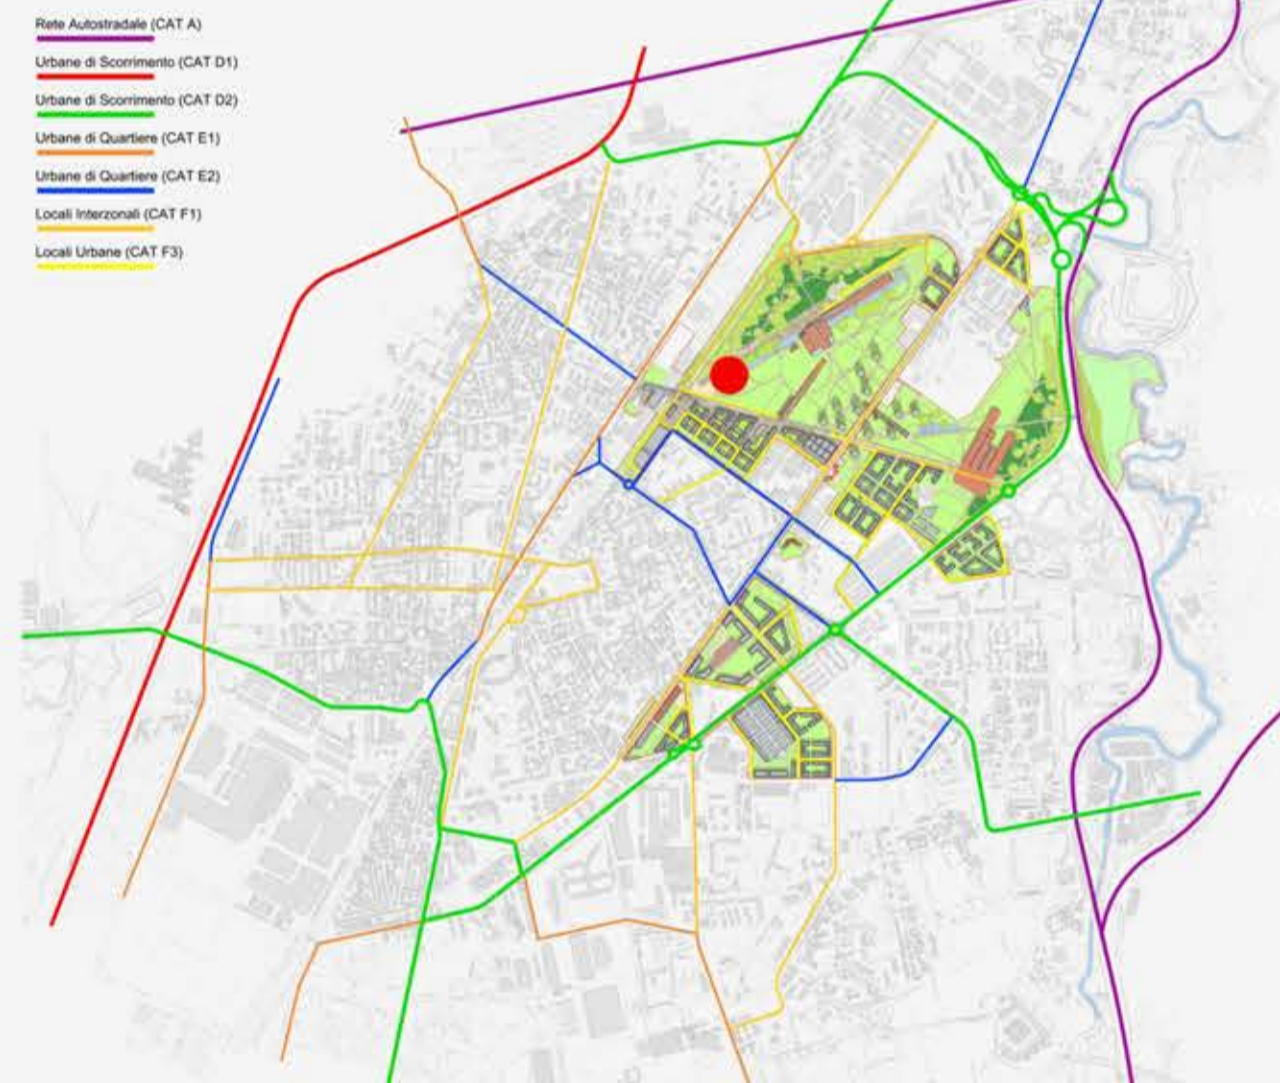 Rete Autostradale (CAT A)
Urbane di Scorrimento (CAT D1)
Urbane di Scorrimento (CAT D2)
Urbane di Quartiere (CAT E1)
Urbane di Quartiere (CAT E2)
Locali Interzonali (CAT F1)
Locali Urbane (CAT F3)